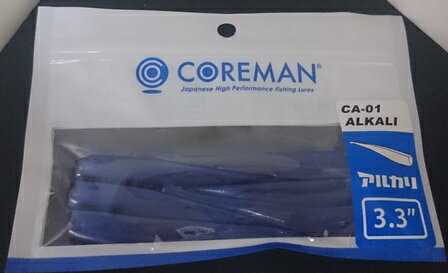 COREMAN®
Japanese High Performance Fishing Lures
CA-01
ALKALI
アルカリ
3.3"